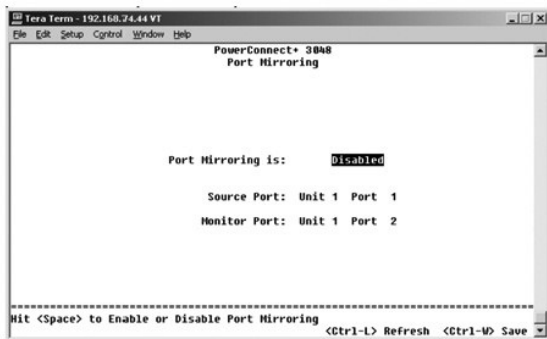 Tera Term - 192.168.74.44 VT
File Edit Setup Control Window Help
PowerConnect+ 3048
Port Mirroring
Port Mirroring is: Disabled
Source Port: Unit 1 Port 1
Monitor Port: Unit 1 Port 2
Hit <Space> to Enable or Disable Port Mirroring
<Ctrl-L> Refresh <Ctrl-W> Save